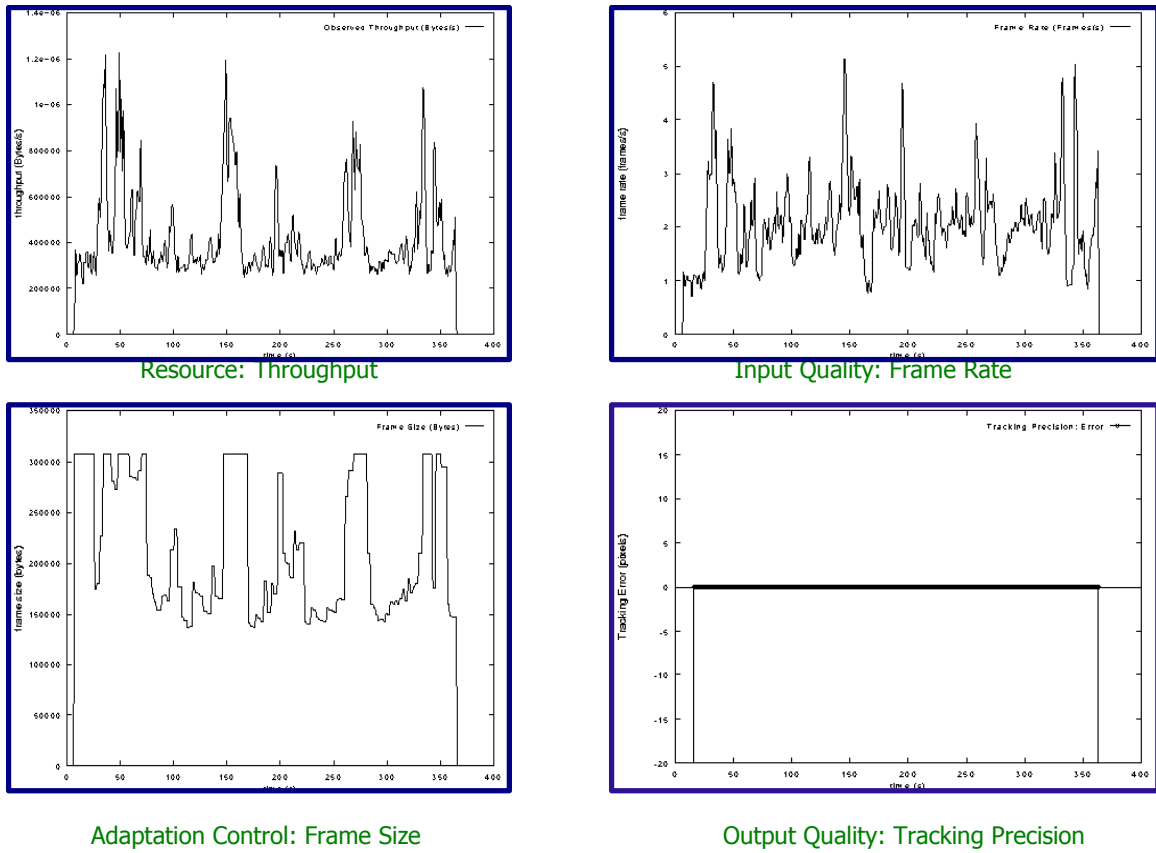 1.4e+06
Observed Throughput (Bytes/s)
1.2e+06
1e+06
800000
600000
400000
200000
0
throughput (Bytes/s)
0 50 100 150 200 250 300 350 400
time (s)
Resource: Throughput
6
Frame Rate (Frames/s)
5
4
3
2
1
0
frame rate (frames/s)
0 50 100 150 200 250 300 350 400
time (s)
Input Quality: Frame Rate
350000
Frame Size (Bytes)
300000
250000
200000
150000
100000
50000
0
frame size (bytes)
0 50 100 150 200 250 300 350 400
time (s)
Adaptation Control: Frame Size
20
Tracking Precision: Error
15
10
5
0
-5
-10
-15
-20
Tracking Error (pixels)
0 50 100 150 200 250 300 350 400
time (s)
Output Quality: Tracking Precision